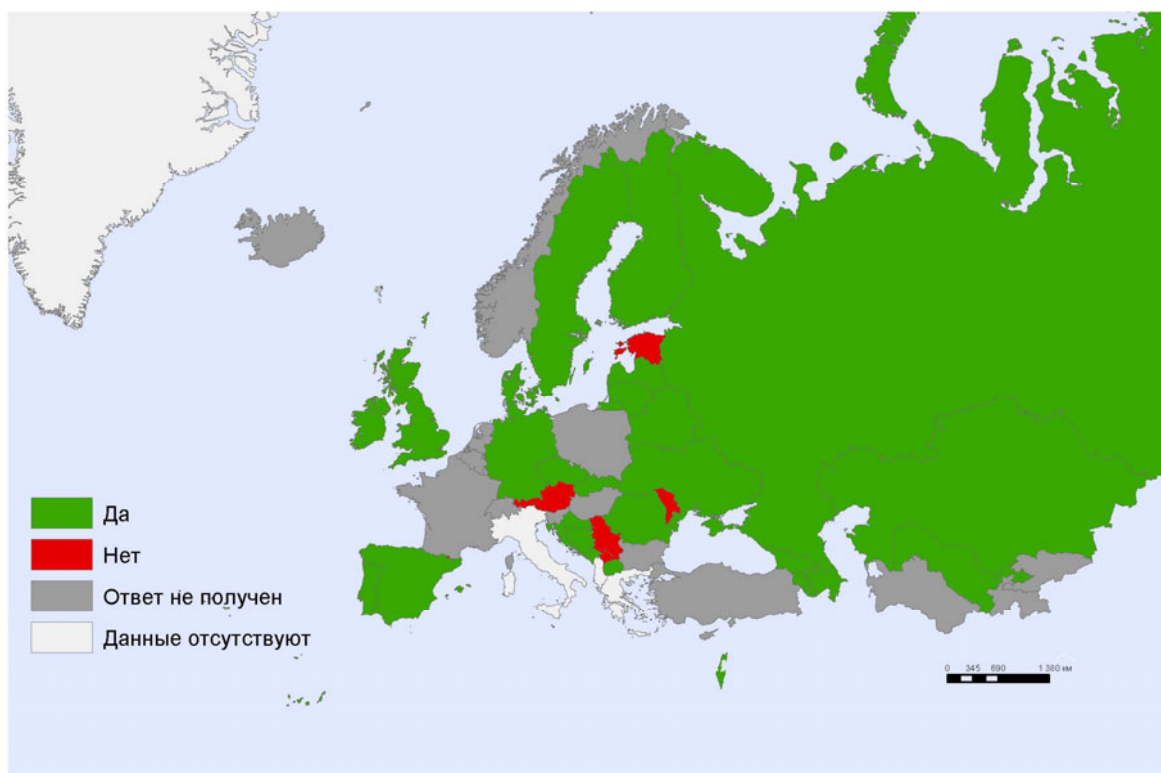 Да
Нет
Ответ не получен
Данные отсутствуют
0 345 690 1 380 км